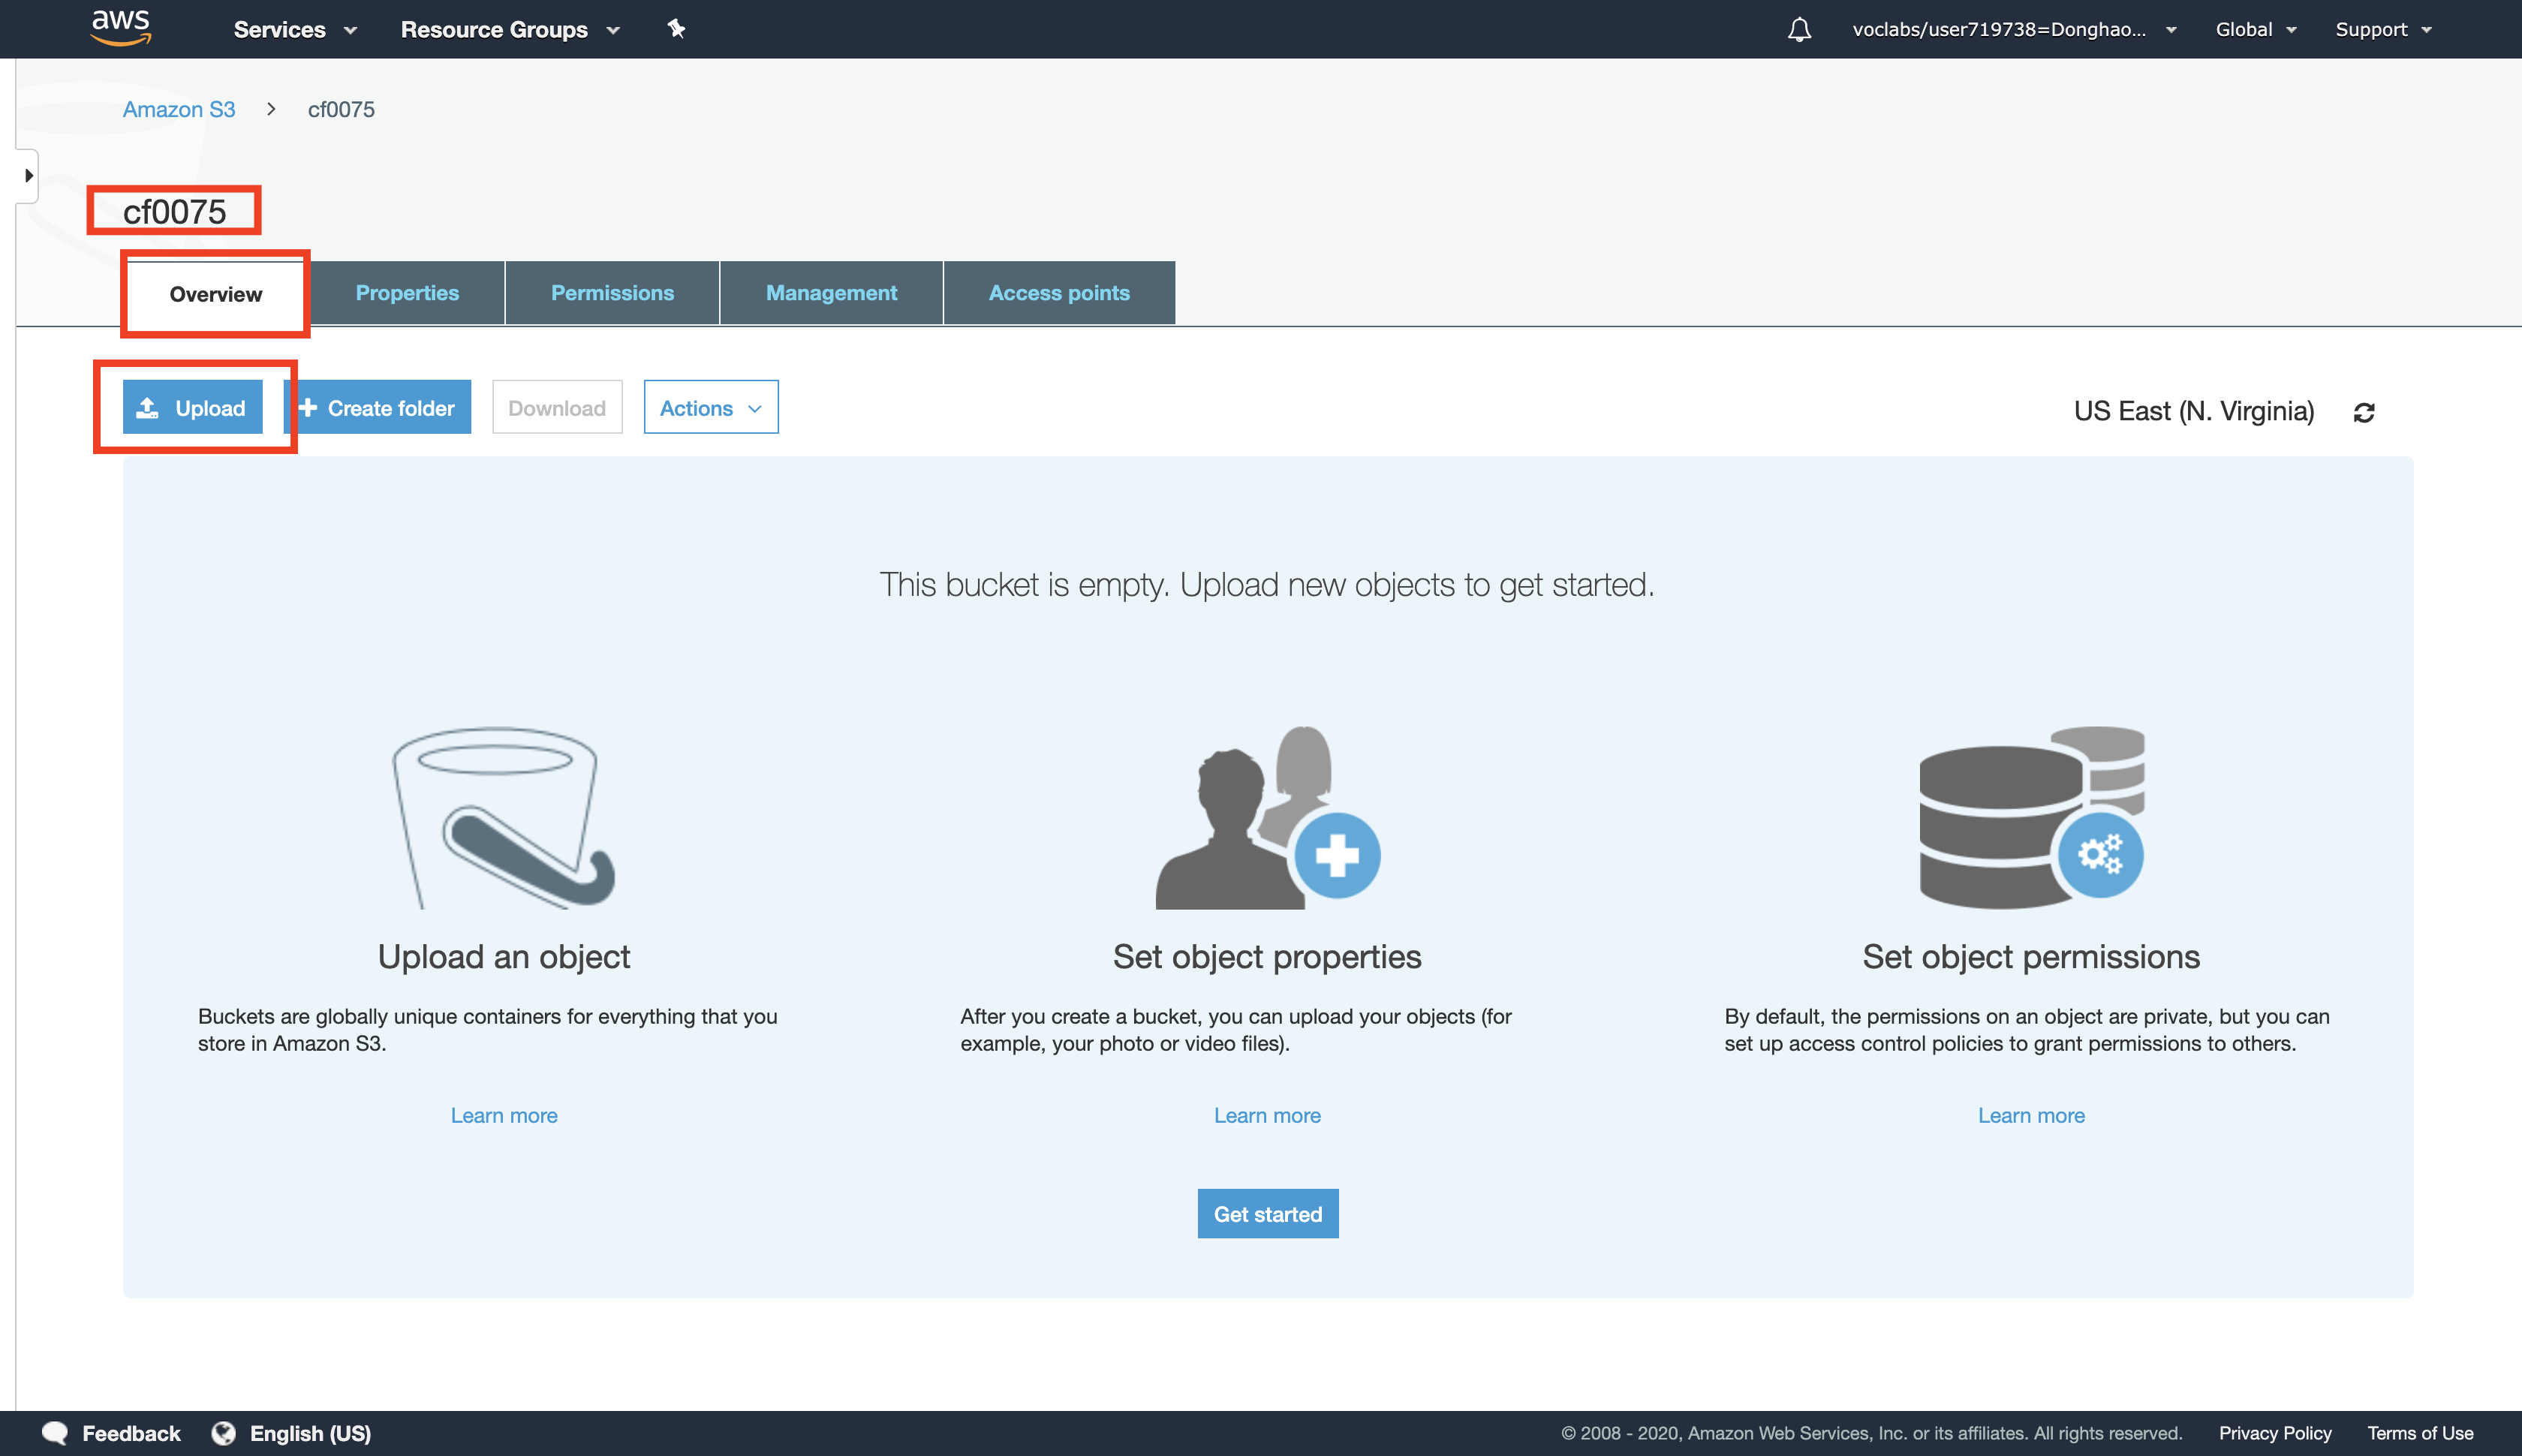 aws Services Resource Groups voclabs/user719738=Donghao... Global Support
Amazon S3 > cf0075
cf0075
Overview Properties Permissions Management Access points
Upload Create folder Download Actions US East (N. Virginia)
This bucket is empty. Upload new objects to get started.
Upload an object
Buckets are globally unique containers for everything that you
store in Amazon S3.
Learn more
Set object properties
After you create a bucket, you can upload your objects (for
example, your photo or video files).
Learn more
Set object permissions
By default, the permissions on an object are private, but you can
set up access control policies to grant permissions to others.
Learn more
Get started
Feedback English (US) © 2008 - 2020, Amazon Web Services, Inc. or its affiliates. All rights reserved. Privacy Policy Terms of Use